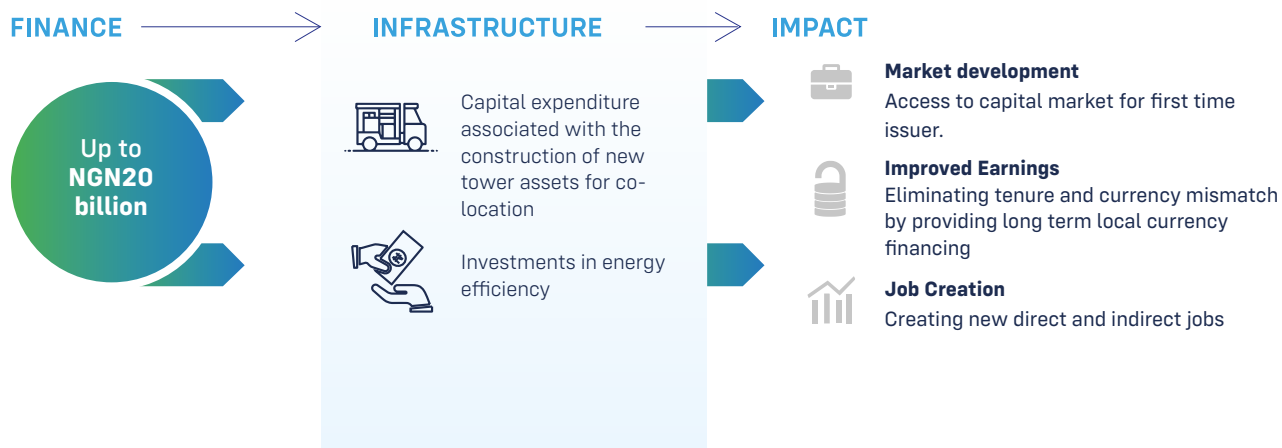 FINANCE
INFRASTRUCTURE
IMPACT
Up to
NGN20
billion
Capital expenditure
associated with the
construction of new
tower assets for co-
location
Investments in energy
efficiency
Market development
Access to capital market for first time
issuer.
Improved Earnings
Eliminating tenure and currency mismatch
by providing long term local currency
financing
Job Creation
Creating new direct and indirect jobs